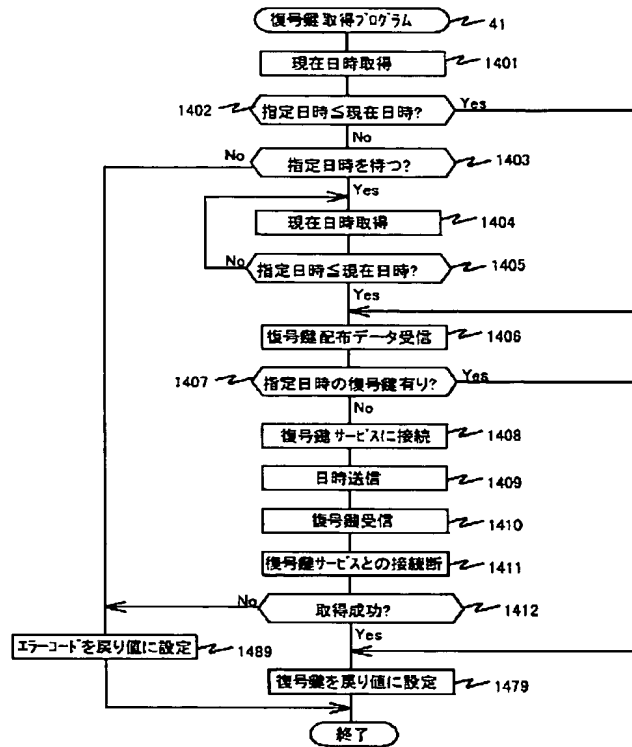 復号鍵取得プログラム
41
現在日時取得
1401
1402
指定日時≦現在日時?
Yes
No
No
指定日時を待つ?
1403
Yes
現在日時取得
1404
No
指定日時≦現在日時?
1405
Yes
復号鍵配布データ受信
1406
1407
指定日時の復号鍵有り?
Yes
No
復号鍵サービスに接続
1408
日時送信
1409
復号鍵受信
1410
復号鍵サービスとの接続断
1411
No
取得成功?
1412
Yes
エラーコードを戻り値に設定
1489
復号鍵を戻り値に設定
1479
終了